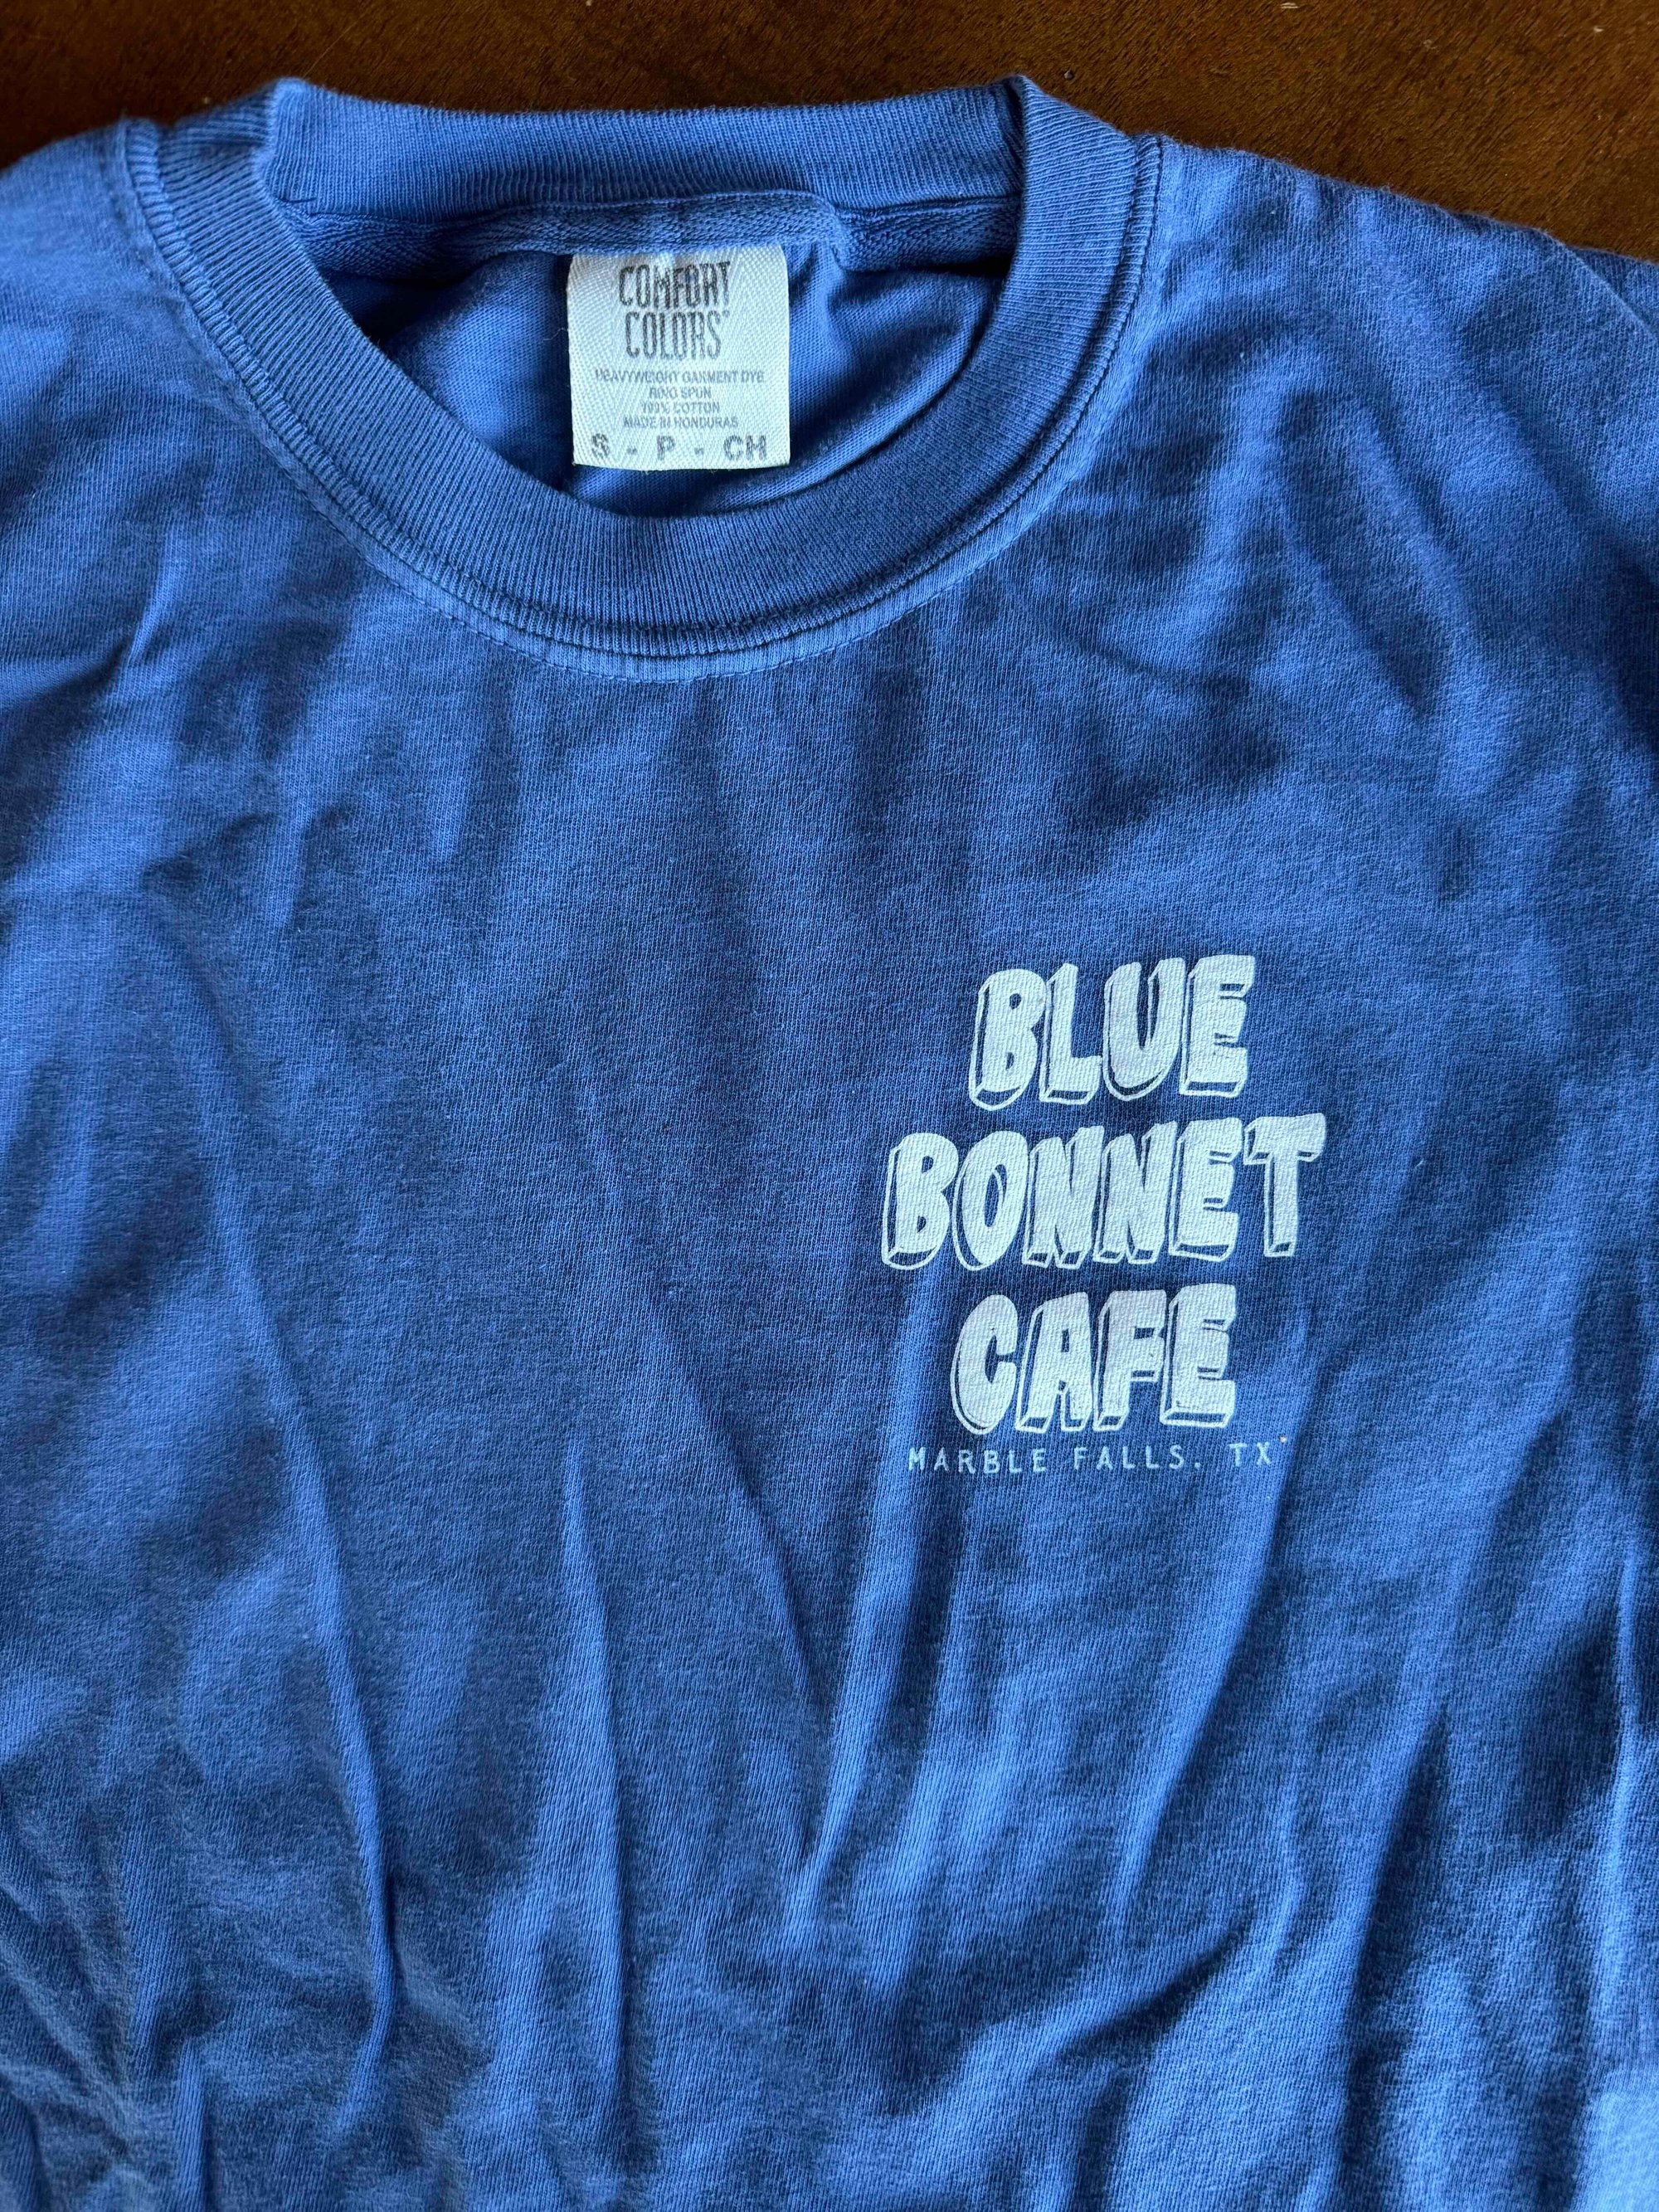 COMFORT
COLORS®
HEAVYWEIGHT GARMENT DYE
RING SPUN
100% COTTON
MADE IN HONDURAS
S - P - CH
BLUE
BONNET
CAFE
MARBLE FALLS, TX